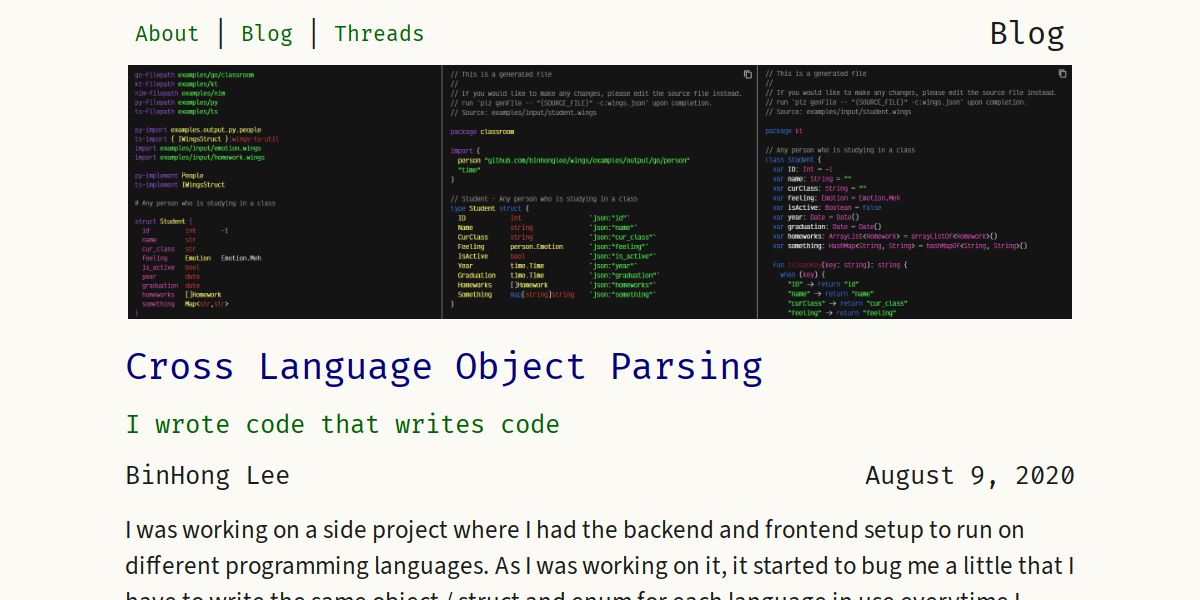 About | Blog | Threads
Blog
go-filepath examples/go/classroom
kt-filepath examples/kt
nim-filepath examples/nim
py-filepath examples/py
ts-filepath examples/ts
py-import examples.output.py.people
ts-import { IWingsStruct }:wings-ts-util
import examples/input/emotion.wings
import examples/input/homework.wings
py-implement People
ts-implement IWingsStruct
# Any person who is studying in a class
struct Student {
id int -1
name str
cur_class str
feeling Emotion Emotion.Meh
is_active bool
year date
graduation date
homeworks []Homework
something Map<str,str>
}
// This is a generated file
//
// If you would like to make any changes, please edit the source file instead.
// run `plz genFile -- "{SOURCE_FILE}" -c:wings.json` upon completion.
// Source: examples/input/student.wings
package classroom
import (
person "github.com/binhonglee/wings/examples/output/go/person"
"time"
)
// Student - Any person who is studying in a class
type Student struct {
ID int `json:"id"`
Name string `json:"name"`
CurClass string `json:"cur_class"`
Feeling person.Emotion `json:"feeling"`
IsActive bool `json:"is_active"`
Year time.Time `json:"year"`
Graduation time.Time `json:"graduation"`
Homeworks []Homework `json:"homeworks"`
Something map[string]string `json:"something"`
}
// This is a generated file
//
// If you would like to make any changes, please edit the source file instead.
// run `plz genFile -- "{SOURCE_FILE}" -c:wings.json` upon completion.
// Source: examples/input/student.wings
package kt
// Any person who is studying in a class
class Student {
var ID: Int = -1
var name: String = ""
var curClass: String = ""
var feeling: Emotion = Emotion.Meh
var isActive: Boolean = false
var year: Date = Date()
var graduation: Date = Date()
var homeworks: ArrayList<Homework> = arrayListOf<Homework>()
var something: HashMap<String, String> = hashMapOf<String, String>()
fun toJsonKey(key: string): string {
when (key) {
"ID" -> return "id"
"name" -> return "name"
"curClass" -> return "cur_class"
"feeling" -> return "feeling"
Cross Language Object Parsing
I wrote code that writes code
BinHong Lee
August 9, 2020
I was working on a side project where I had the backend and frontend setup to run on
different programming languages. As I was working on it, it started to bug me a little that I
have to write the same object / struct and enum for each language in use everytime I